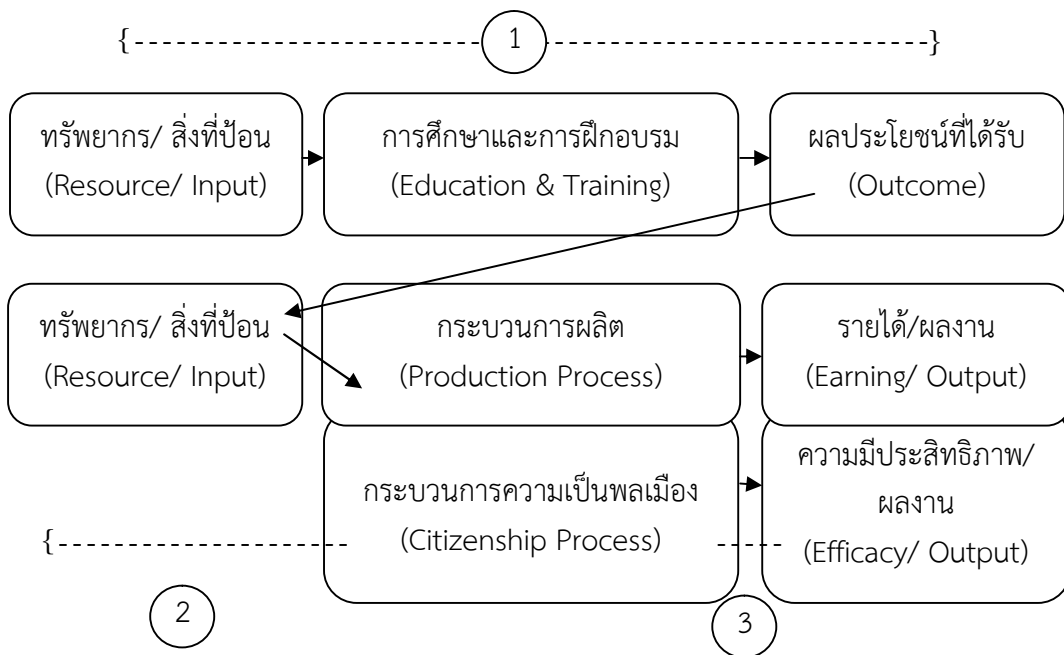 {------------------------ 1 ------------------------}
ทรัพยากร/ สิ่งที่ป้อน
(Resource/ Input)
การศึกษาและการฝึกอบรม
(Education & Training)
ผลประโยชน์ที่ได้รับ
(Outcome)
ทรัพยากร/ สิ่งที่ป้อน
(Resource/ Input)
กระบวนการผลิต
(Production Process)
รายได้/ผลงาน
(Earning/ Output)
กระบวนการความเป็นพลเมือง
(Citizenship Process)
ความมีประสิทธิภาพ/
ผลงาน
(Efficacy/ Output)
{--------------------
2
3